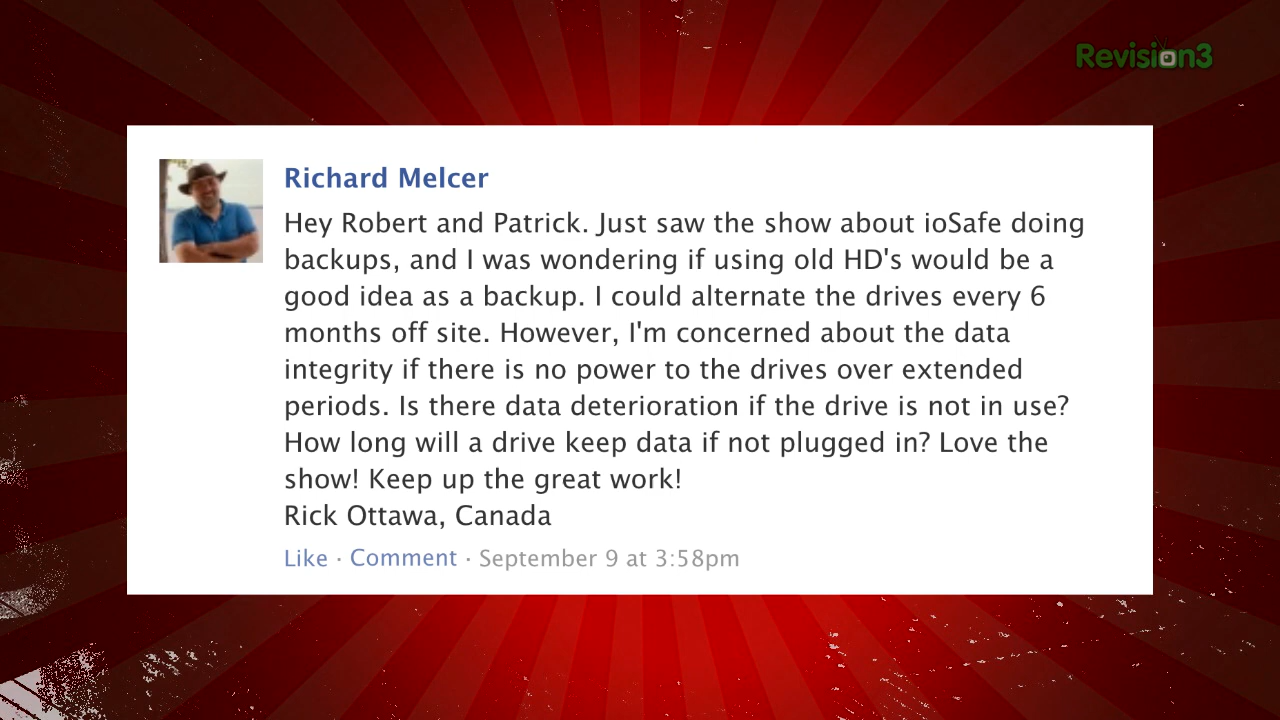 Revision3
Richard Melcer
Hey Robert and Patrick. Just saw the show about ioSafe doing
backups, and I was wondering if using old HD's would be a
good idea as a backup. I could alternate the drives every 6
months off site. However, I'm concerned about the data
integrity if there is no power to the drives over extended
periods. Is there data deterioration if the drive is not in use?
How long will a drive keep data if not plugged in? Love the
show! Keep up the great work!
Rick Ottawa, Canada
Like · Comment · September 9 at 3:58pm